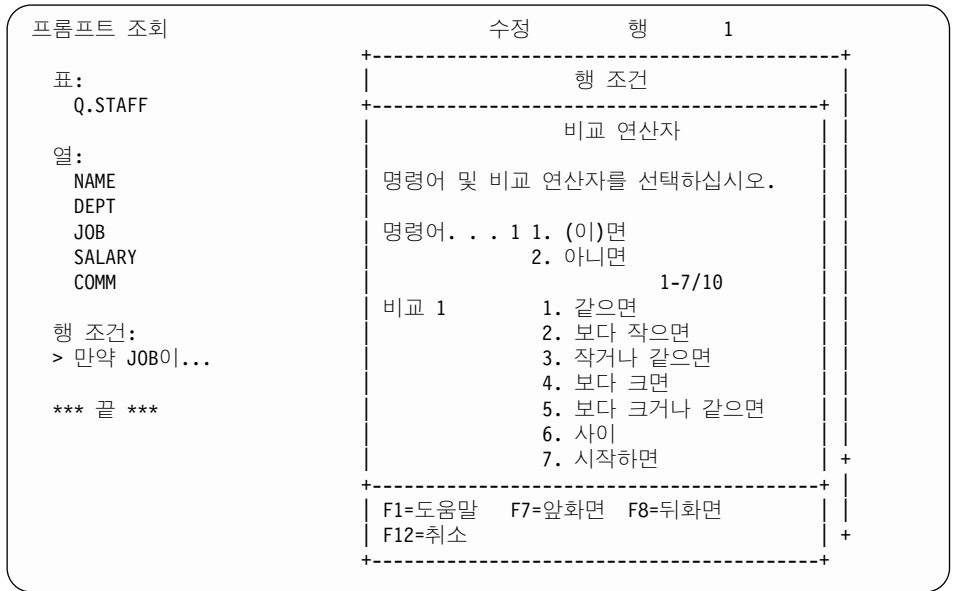 프롬프트 조회 수정 행 1
+--------------------------------------------+
표: | 행 조건 |
Q.STAFF +------------------------------------------+ |
| 비교 연산자 | |
열: | | |
NAME | 명령어 및 비교 연산자를 선택하십시오. | |
DEPT | | |
JOB | 명령어. . . 1 1. (이)면 | |
SALARY | 2. 아니면 | |
COMM | 1-7/10 | |
| 비교 1 1. 같으면 | |
행 조건: | 2. 보다 작으면 | |
> 만약 JOB이... | 3. 작거나 같으면 | |
| 4. 보다 크면 | |
*** 끝 *** | 5. 보다 크거나 같으면 | |
| 6. 사이 | |
| 7. 시작하면 | +
+------------------------------------------+ |
| F1=도움말 F7=앞화면 F8=뒤화면 | |
| F12=취소 | +
+------------------------------------------+